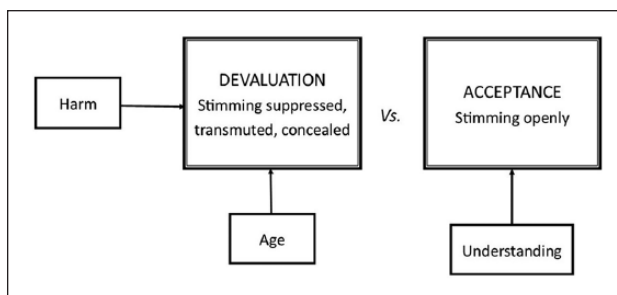 DEVALUATION
Stimming suppressed,
transmuted, concealed
Harm
Vs.
ACCEPTANCE
Stimming openly
Age
Understanding